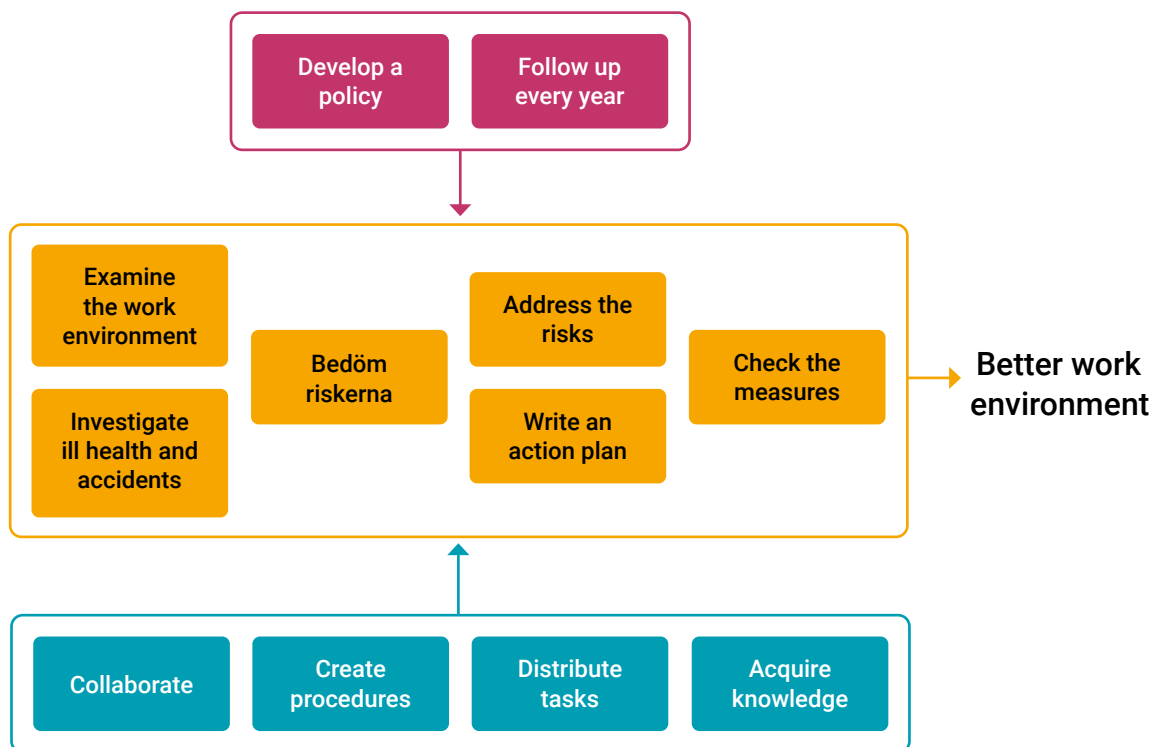 Develop a
policy
Follow up
every year
Examine
the work
environment
Investigate
ill health and
accidents
Bedöm
riskerna
Address the
risks
Write an
action plan
Check the
measures
Better work
environment
Collaborate
Create
procedures
Distribute
tasks
Acquire
knowledge